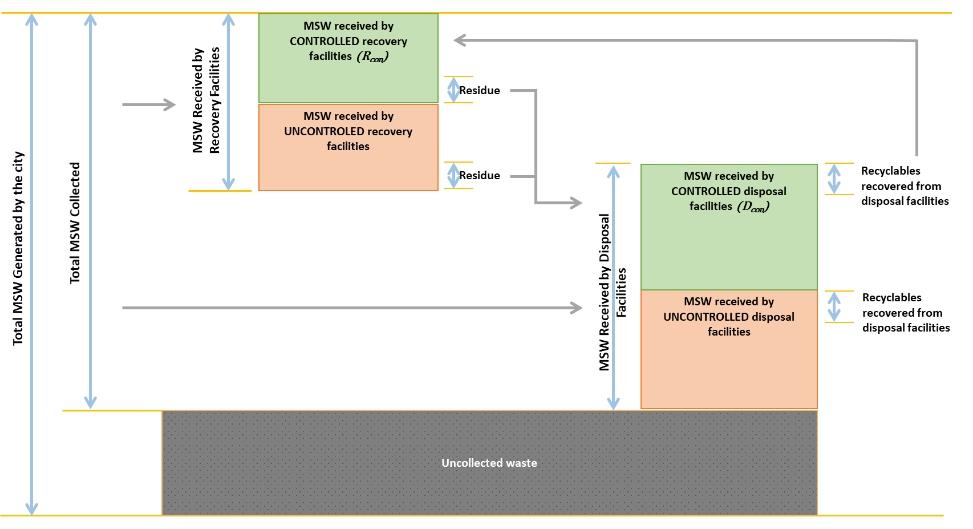 Total MSW Generated by the city
Total MSW Collected
MSW Received by
Recovery Facilities
MSW received by
CONTROLLED recovery
facilities (Rcon)
Residue
MSW received by
UNCONTROLED recovery
facilities
Residue
MSW Received by Disposal
Facilities
MSW received by
CONTROLLED disposal
facilities (Dcon)
Recyclables
recovered from
disposal facilities
MSW received by
UNCONTROLLED disposal
facilities
Recyclables
recovered from
disposal facilities
Uncollected waste